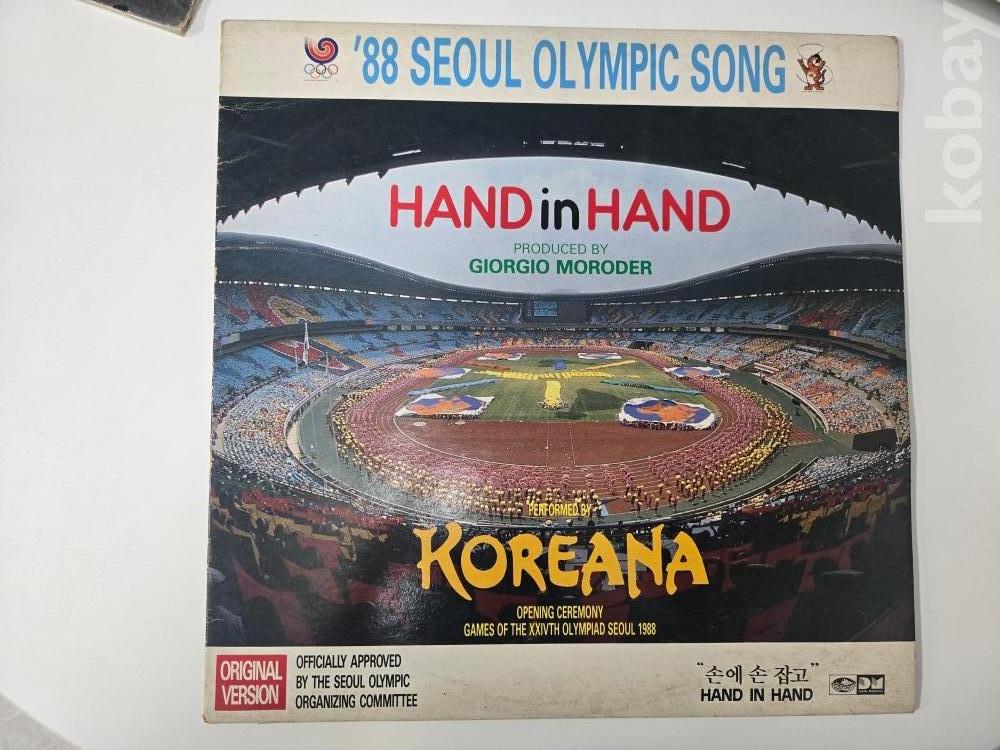 '88 SEOUL OLYMPIC SONG
HAND in HAND
PRODUCED BY
GIORGIO MORODER
PERFORMED BY
KOREANA
OPENING CEREMONY
GAMES OF THE XXIVTH OLYMPIAD SEOUL 1988
ORIGINAL
VERSION
OFFICIALLY APPROVED
BY THE SEOUL OLYMPIC
ORGANIZING COMMITTEE
"손에 손 잡고"
HAND IN HAND
kobay